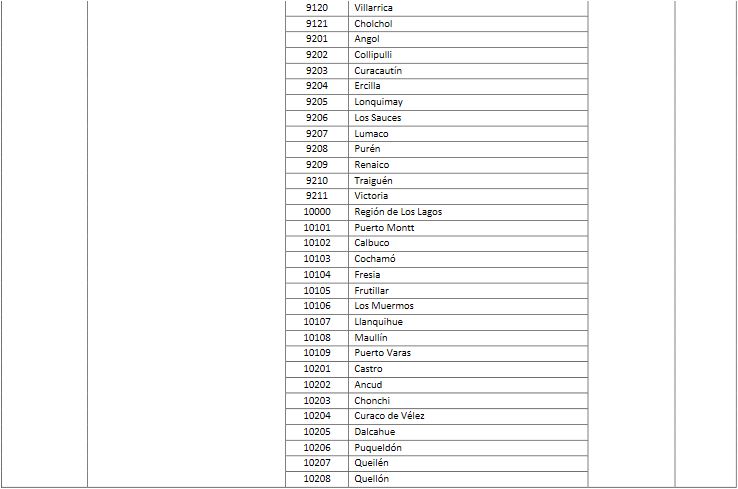 9120 Villarrica
9121 Cholchol
9201 Angol
9202 Collipulli
9203 Curacautín
9204 Ercilla
9205 Lonquimay
9206 Los Sauces
9207 Lumaco
9208 Purén
9209 Renaico
9210 Traiguén
9211 Victoria
10000 Región de Los Lagos
10101 Puerto Montt
10102 Calbuco
10103 Cochamó
10104 Fresia
10105 Frutillar
10106 Los Muermos
10107 Llanquihue
10108 Maullín
10109 Puerto Varas
10201 Castro
10202 Ancud
10203 Chonchi
10204 Curaco de Vélez
10205 Dalcahue
10206 Puqueldón
10207 Queilén
10208 Quellón